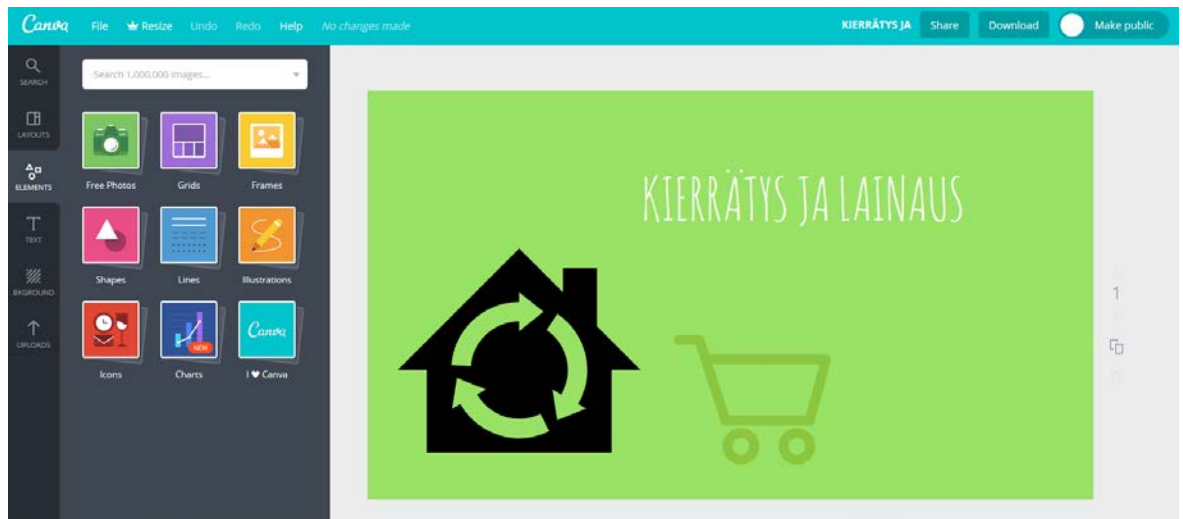 Canva File Resize Undo Redo Help No changes made KIERRÄTYS JA Share Download Make public
SEARCH
Search 1,000,000 images...
LAYOUTS
ELEMENTS
Free Photos Grids Frames
TEXT
BKGROUND
Shapes Lines Illustrations
UPLOADS
Canva
NEW
Icons Charts I ♥ Canva
KIERRÄTYS JA LAINAUS
1